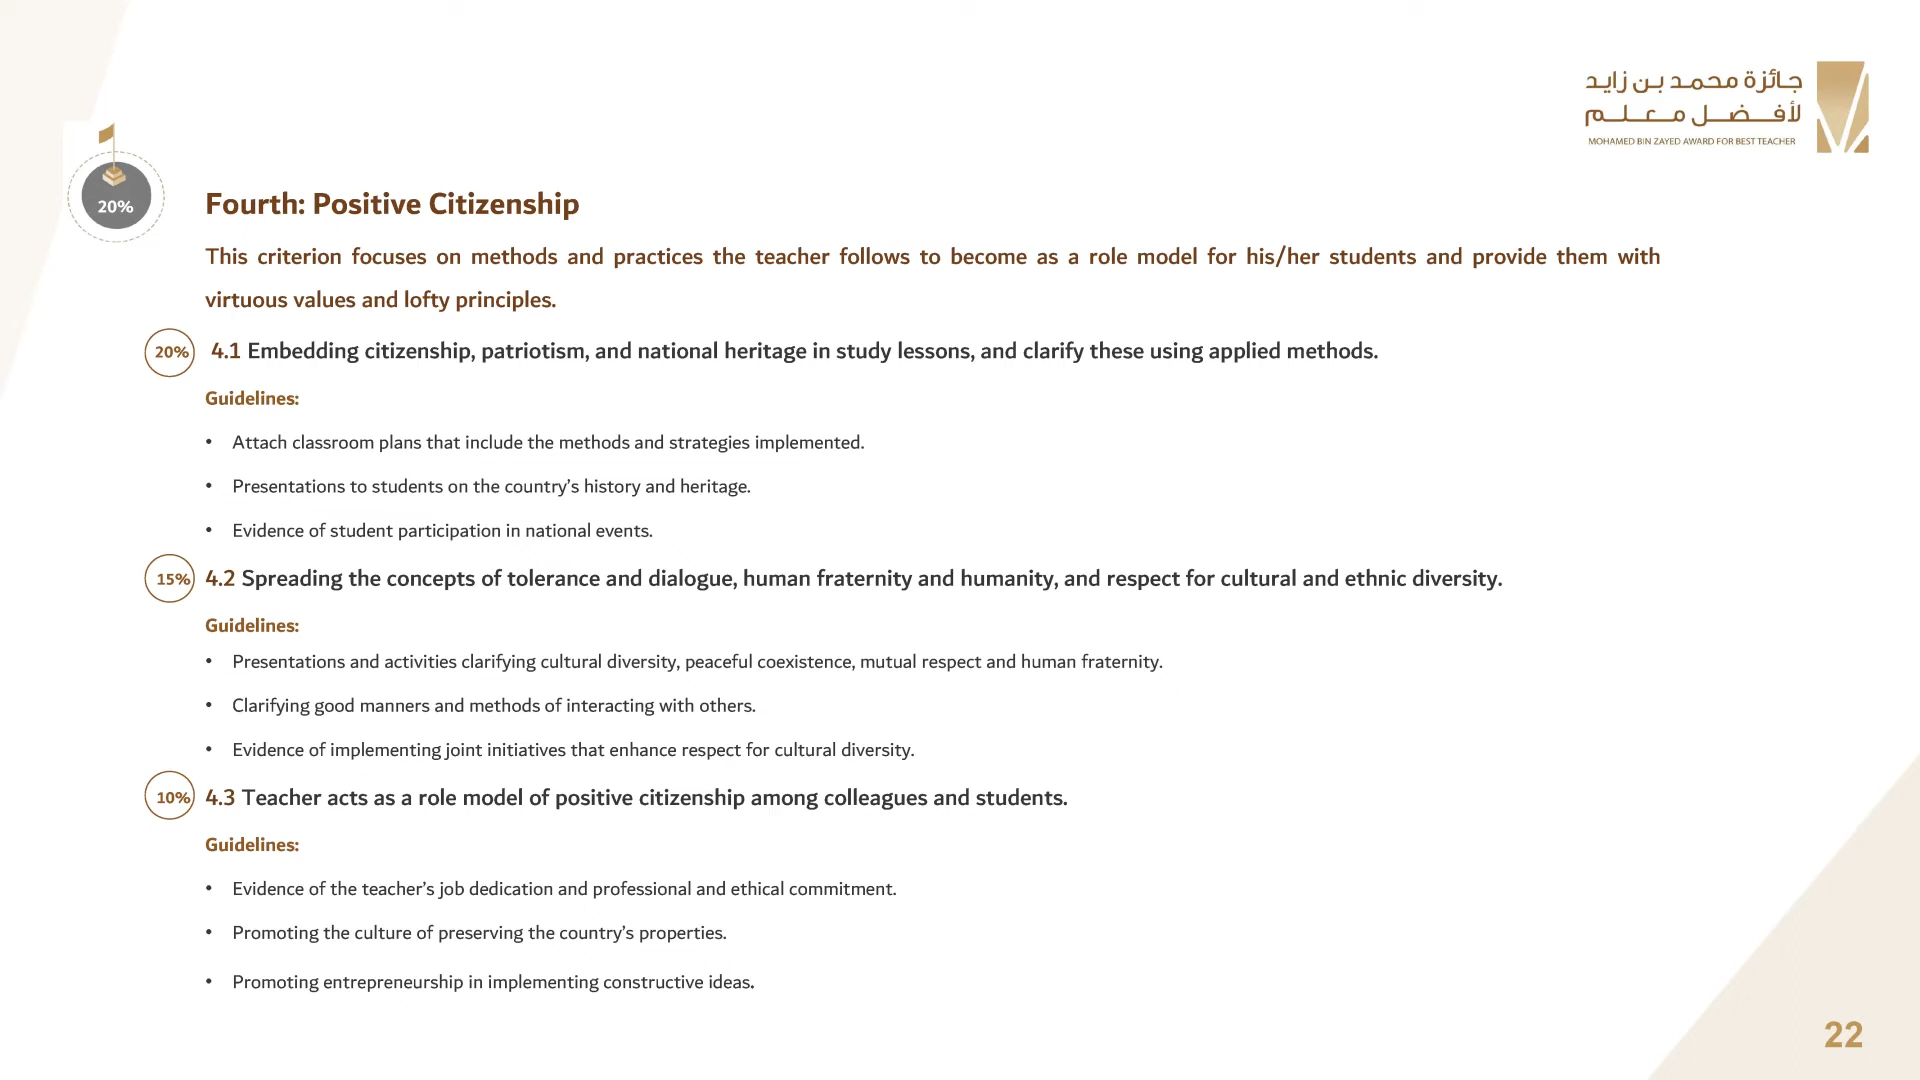 جائزة محمد بن زايد
لأفضل معلم
MOHAMED BIN ZAYED AWARD FOR BEST TEACHER
20%
Fourth: Positive Citizenship
This criterion focuses on methods and practices the teacher follows to become as a role model for his/her students and provide them with
virtuous values and lofty principles.
20% 4.1 Embedding citizenship, patriotism, and national heritage in study lessons, and clarify these using applied methods.
Guidelines:
• Attach classroom plans that include the methods and strategies implemented.
• Presentations to students on the country’s history and heritage.
• Evidence of student participation in national events.
15% 4.2 Spreading the concepts of tolerance and dialogue, human fraternity and humanity, and respect for cultural and ethnic diversity.
Guidelines:
• Presentations and activities clarifying cultural diversity, peaceful coexistence, mutual respect and human fraternity.
• Clarifying good manners and methods of interacting with others.
• Evidence of implementing joint initiatives that enhance respect for cultural diversity.
10% 4.3 Teacher acts as a role model of positive citizenship among colleagues and students.
Guidelines:
• Evidence of the teacher’s job dedication and professional and ethical commitment.
• Promoting the culture of preserving the country’s properties.
• Promoting entrepreneurship in implementing constructive ideas.
22